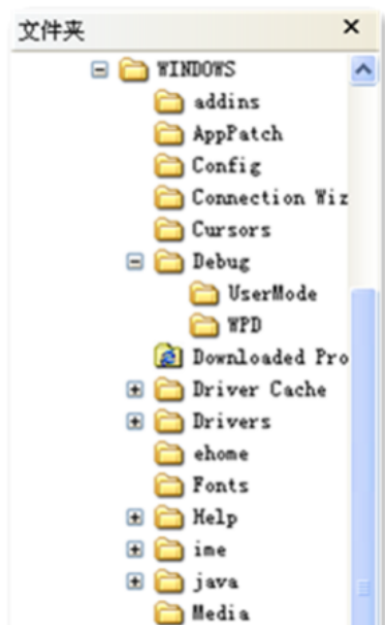 文件夹
WINDOWS
addins
AppPatch
Config
Connection Wiz
Cursors
Debug
UserMode
WPD
Downloaded Pro
Driver Cache
Drivers
ehome
Fonts
Help
ime
java
Media